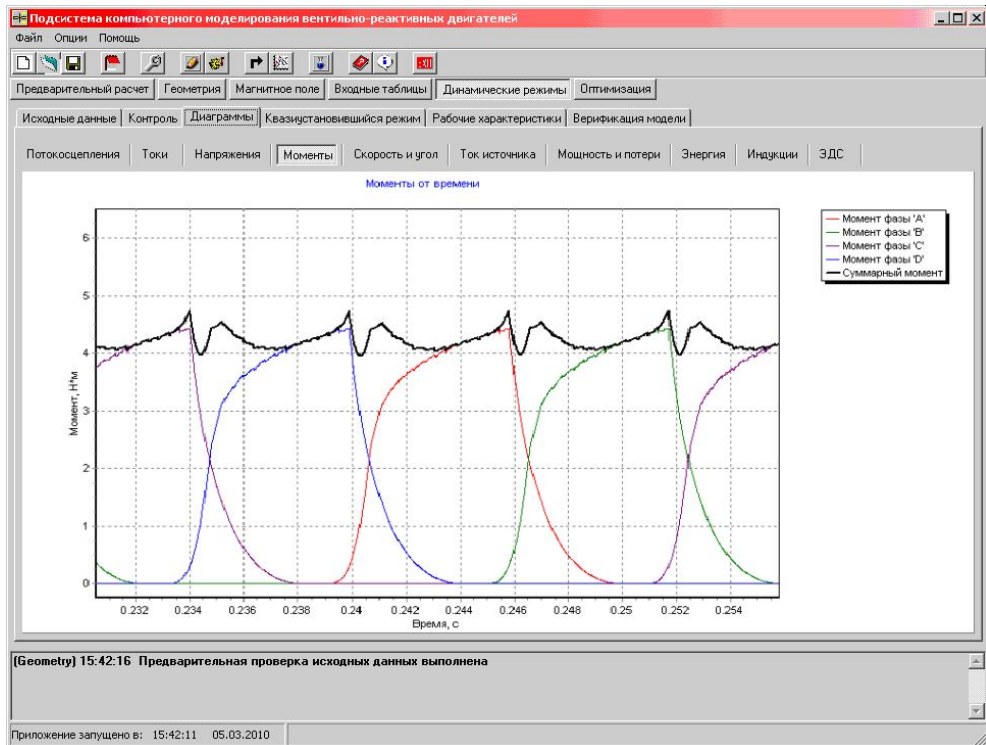 Подсистема компьютерного моделирования вентильно-реактивных двигателей
Файл Опции Помощь
EXIT
Предварительный расчет Геометрия Магнитное поле Входные таблицы Динамические режимы Оптимизация
Исходные данные Контроль Диаграммы Квазиустановившийся режим Рабочие характеристики Верификация модели
Потокосцепления Токи Напряжения Моменты Скорость и угол Ток источника Мощность и потери Энергия Индукции ЭДС
Моменты от времени
Момент фазы 'A'
Момент фазы 'B'
Момент фазы 'C'
Момент фазы 'D'
Суммарный момент
6
5
4
3
2
1
0
Момент, Н*м
0.232 0.234 0.236 0.238 0.24 0.242 0.244 0.246 0.248 0.25 0.252 0.254
Время, с
(Geometry) 15:42:16 Предварительная проверка исходных данных выполнена
Приложение запущено в: 15:42:11 05.03.2010